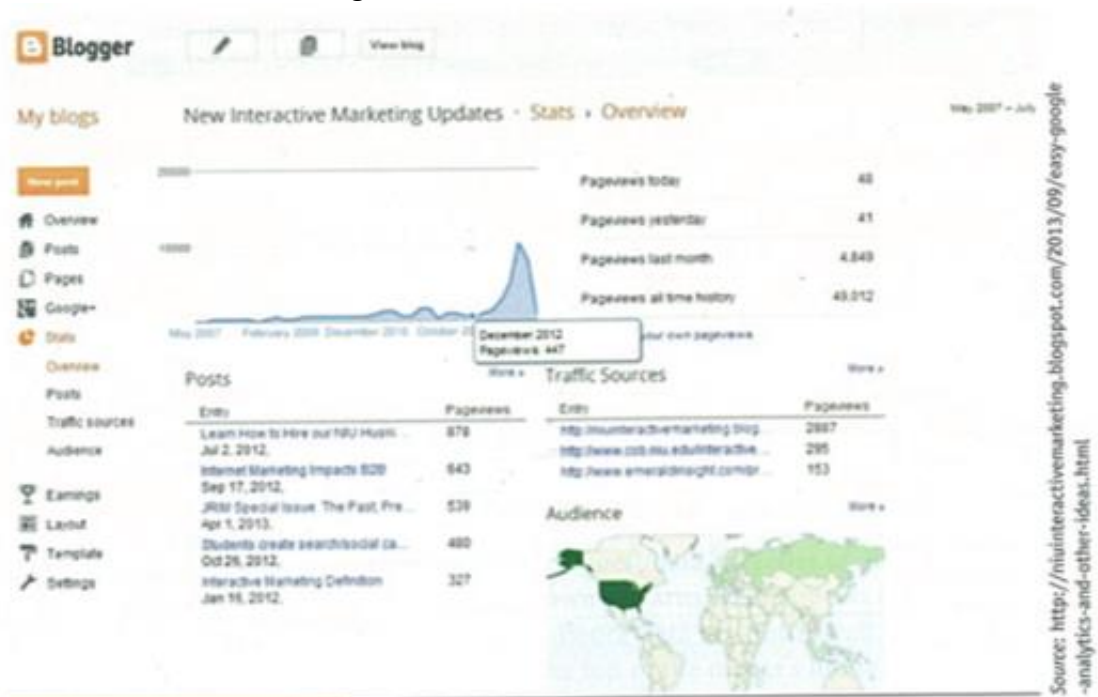 Blogger
View blog
My blogs
New Interactive Marketing Updates · Stats › Overview
May 2007 – July
New post
Overview
Posts
Pages
Google+
Stats
Overview
Posts
Traffic sources
Audience
Earnings
Layout
Template
Settings
20000
10000
May 2007 February 2009 December 2010 October
December 2012
Pageviews: 447
Pageviews today 48
Pageviews yesterday 41
Pageviews last month 4,849
Pageviews all time history 49,012
your own pageviews
Posts More »
Entry Pageviews
Learn How to Hire our NIU Huski... 878
Jul 2, 2012,
Internet Marketing Impacts B2B 643
Sep 17, 2012,
JRIM Special Issue: The Past, Pre... 539
Apr 1, 2013,
Students create search/social ca... 480
Oct 26, 2012,
Interactive Marketing Definition 327
Jan 16, 2012,
Traffic Sources More »
Entry Pageviews
http://niuinteractivemarketing.blog... 2887
http://www.cob.niu.edu/interactive... 295
http://www.emeraldinsight.com/pr... 153
Audience More »
Source: http://niuinteractivemarketing.blogspot.com/2013/09/easy-google
-analytics-and-other-ideas.html